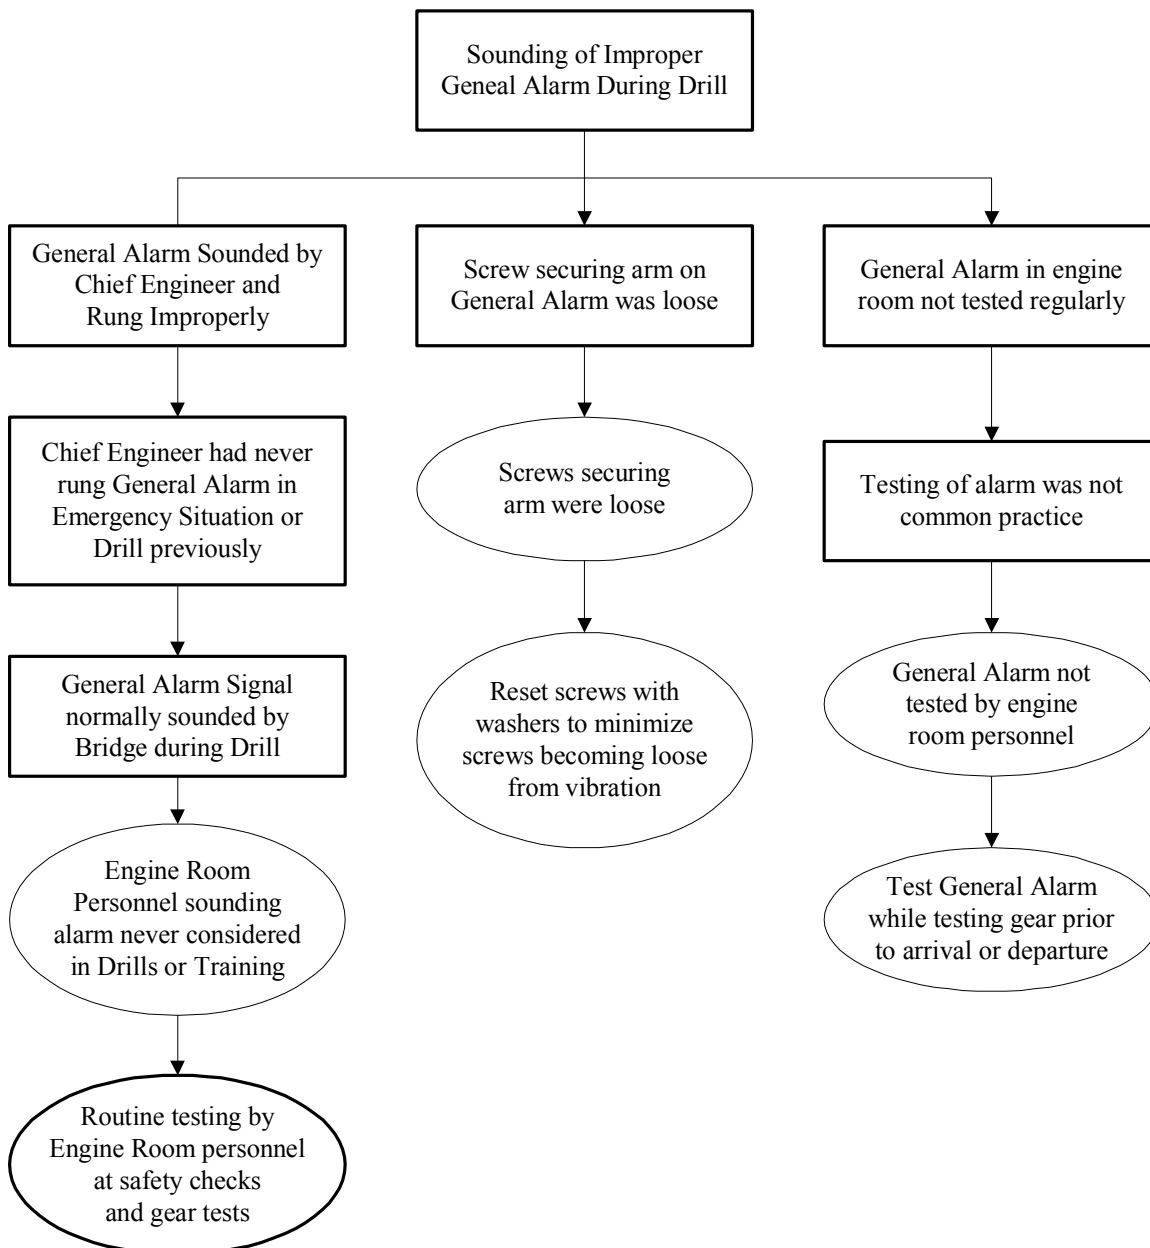 Sounding of Improper
Geneal Alarm During Drill
General Alarm Sounded by
Chief Engineer and
Rung Improperly
Screw securing arm on
General Alarm was loose
General Alarm in engine
room not tested regularly
Chief Engineer had never
rung General Alarm in
Emergency Situation or
Drill previously
Screws securing
arm were loose
Testing of alarm was not
common practice
General Alarm Signal
normally sounded by
Bridge during Drill
Reset screws with
washers to minimize
screws becoming loose
from vibration
General Alarm not
tested by engine
room personnel
Engine Room
Personnel sounding
alarm never considered
in Drills or Training
Test General Alarm
while testing gear prior
to arrival or departure
Routine testing by
Engine Room personnel
at safety checks
and gear tests